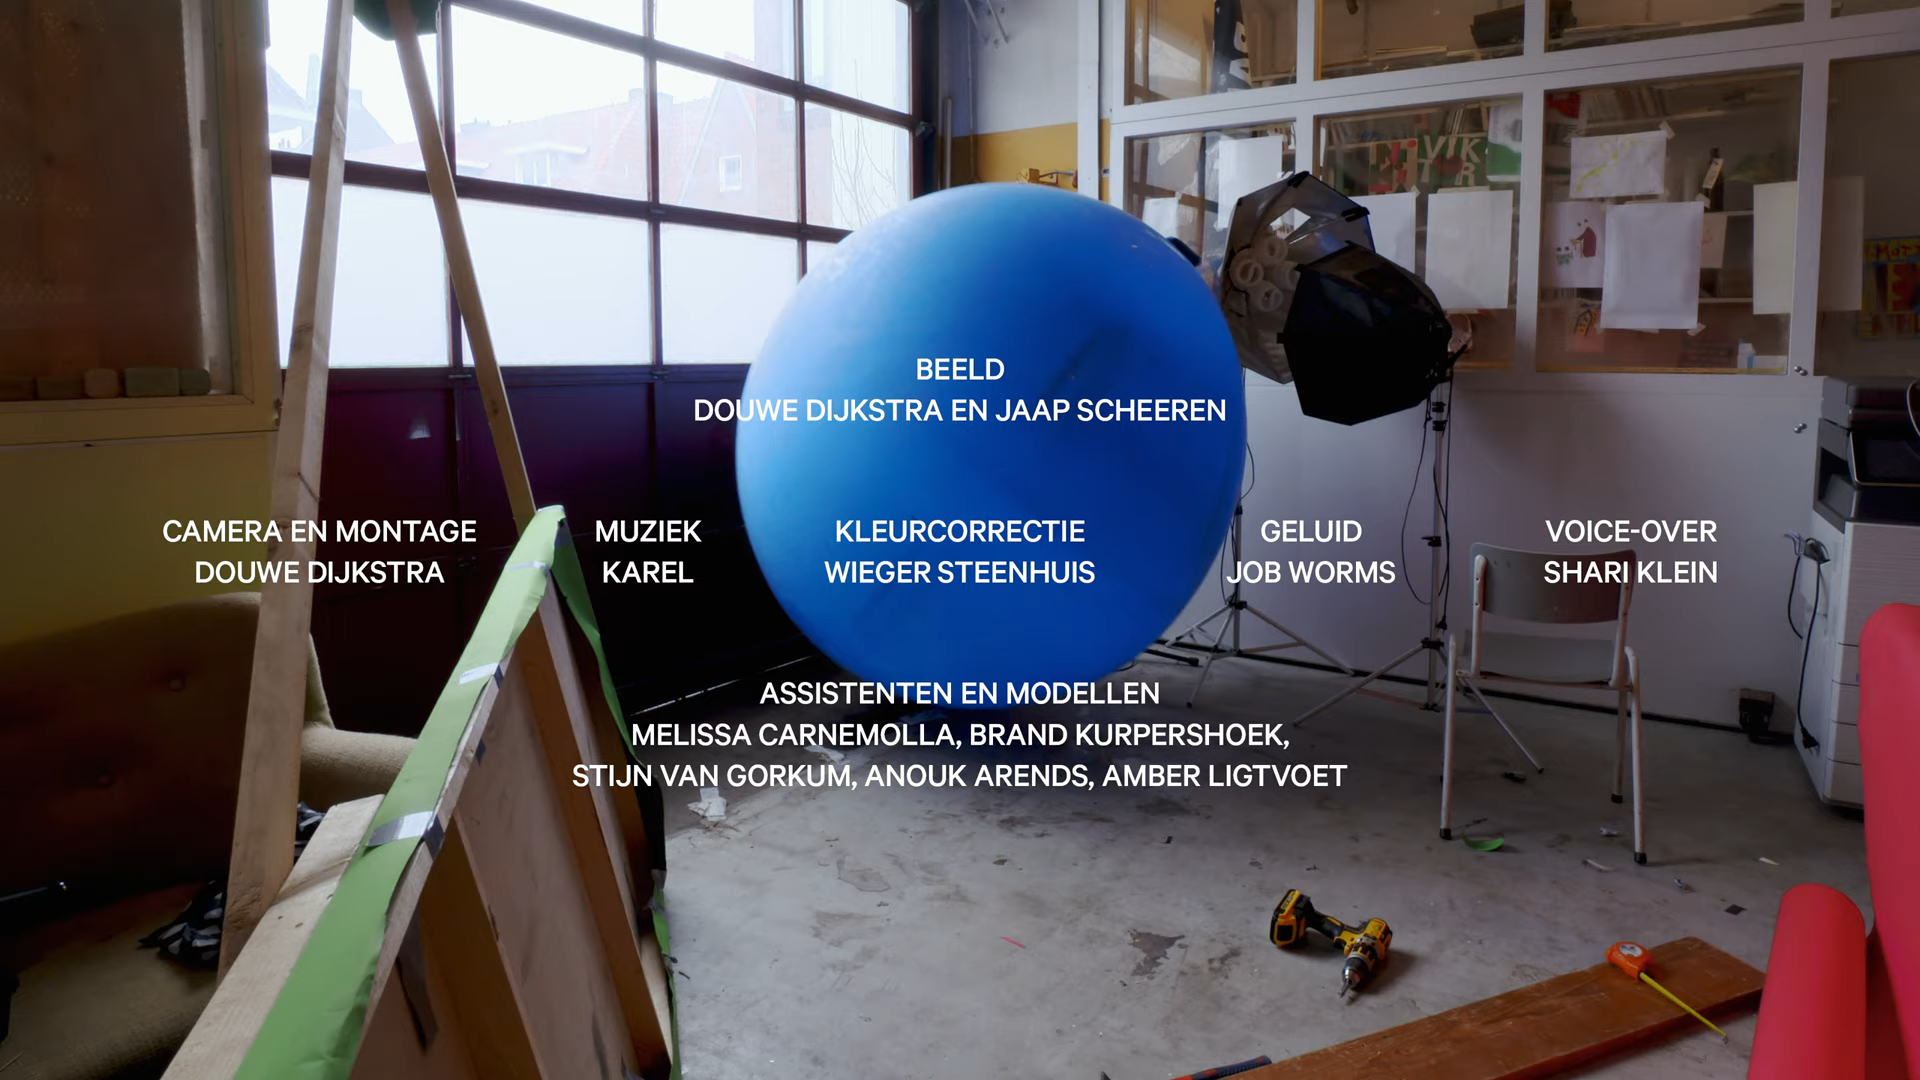 BEELD
DOUWE DIJKSTRA EN JAAP SCHEEREN
CAMERA EN MONTAGE
DOUWE DIJKSTRA
MUZIEK
KAREL
KLEURCORRECTIE
WIEGER STEENHUIS
GELUID
JOB WORMS
VOICE-OVER
SHARI KLEIN
ASSISTENTEN EN MODELLEN
MELISSA CARNEMOLLA, BRAND KURPERSHOEK,
STIJN VAN GORKUM, ANOUK ARENDS, AMBER LIGTVOET